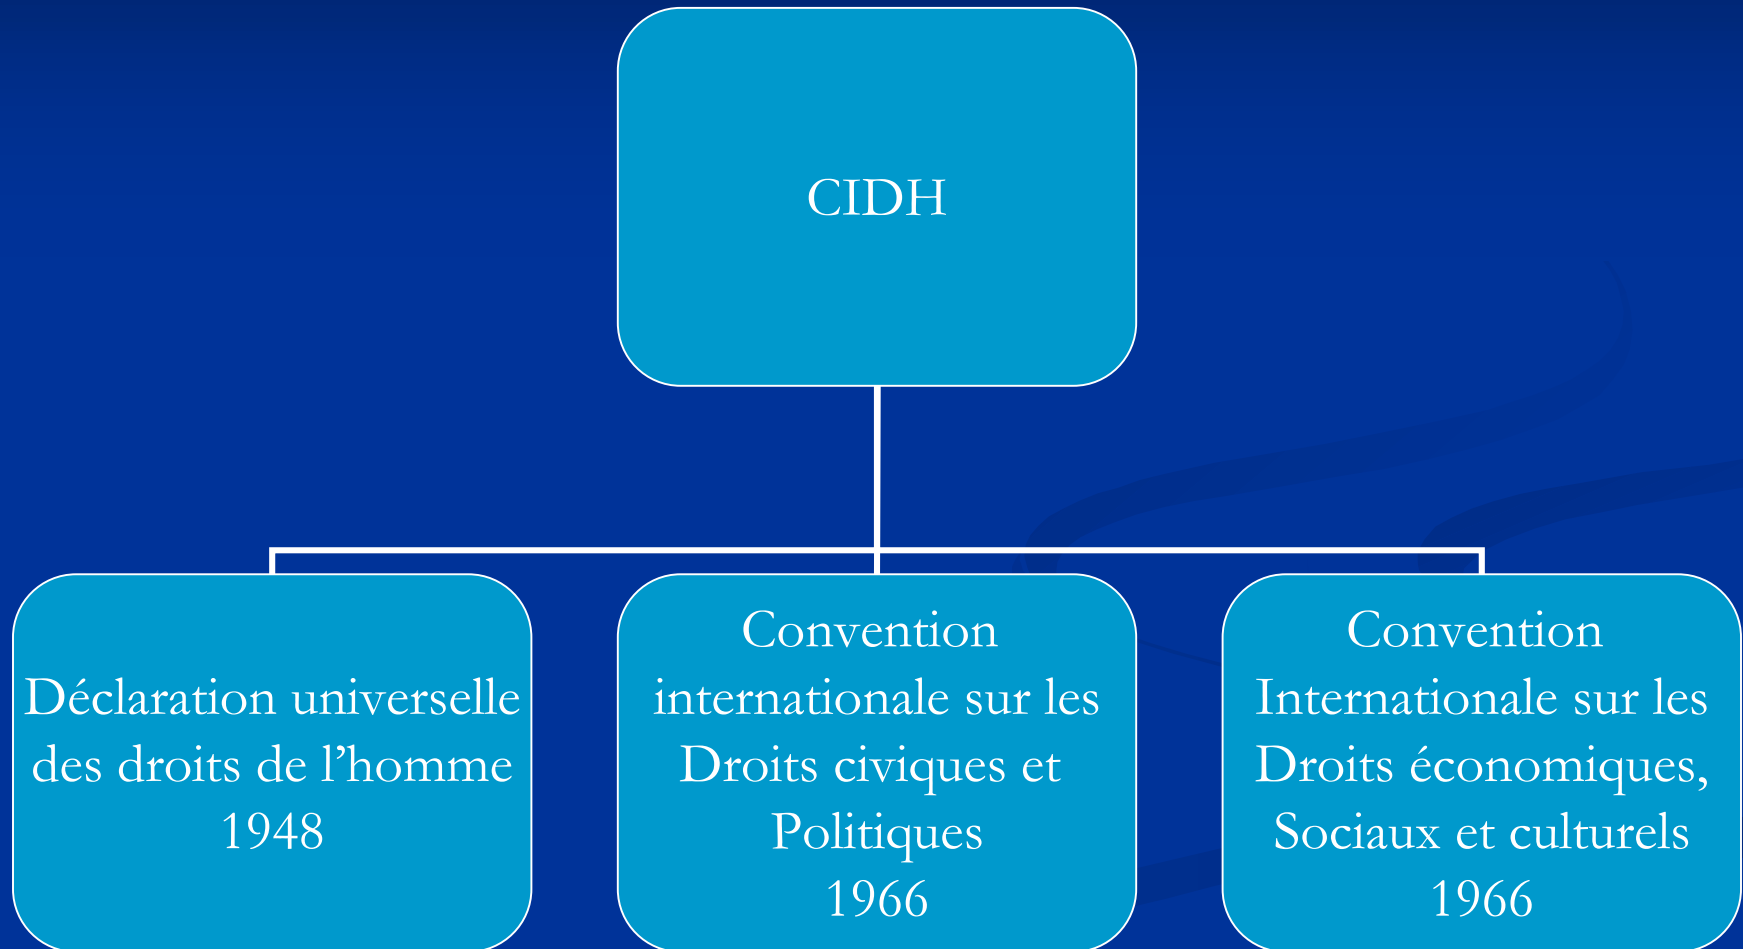 CIDH
Déclaration universelle
des droits de l’homme
1948
Convention
internationale sur les
Droits civiques et
Politiques
1966
Convention
Internationale sur les
Droits économiques,
Sociaux et culturels
1966